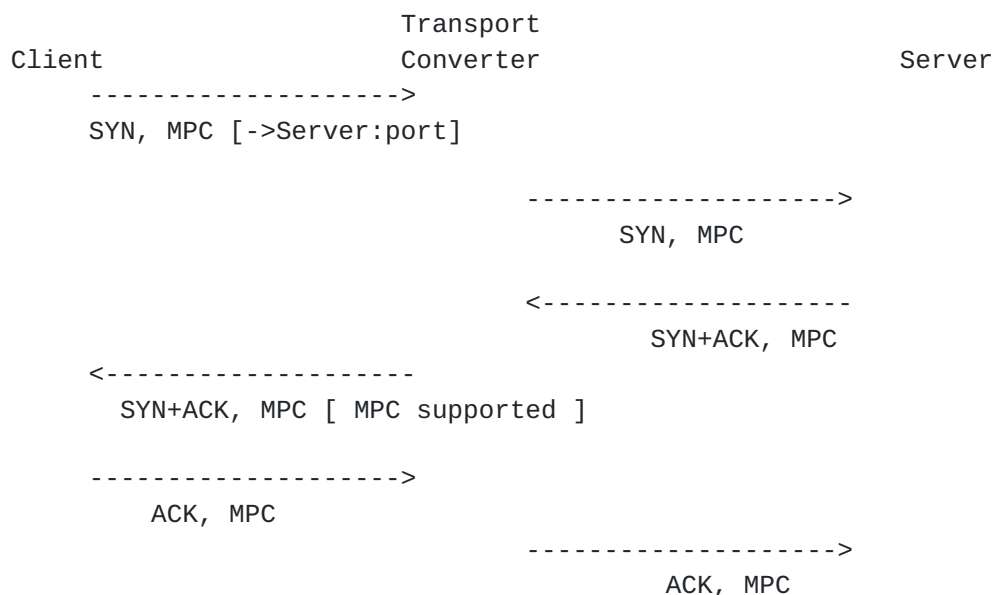 Transport
Client Converter Server
-------------------->
SYN, MPC [->Server:port]
-------------------->
SYN, MPC
<--------------------
SYN+ACK, MPC
<--------------------
SYN+ACK, MPC [ MPC supported ]
-------------------->
ACK, MPC
-------------------->
ACK, MPC